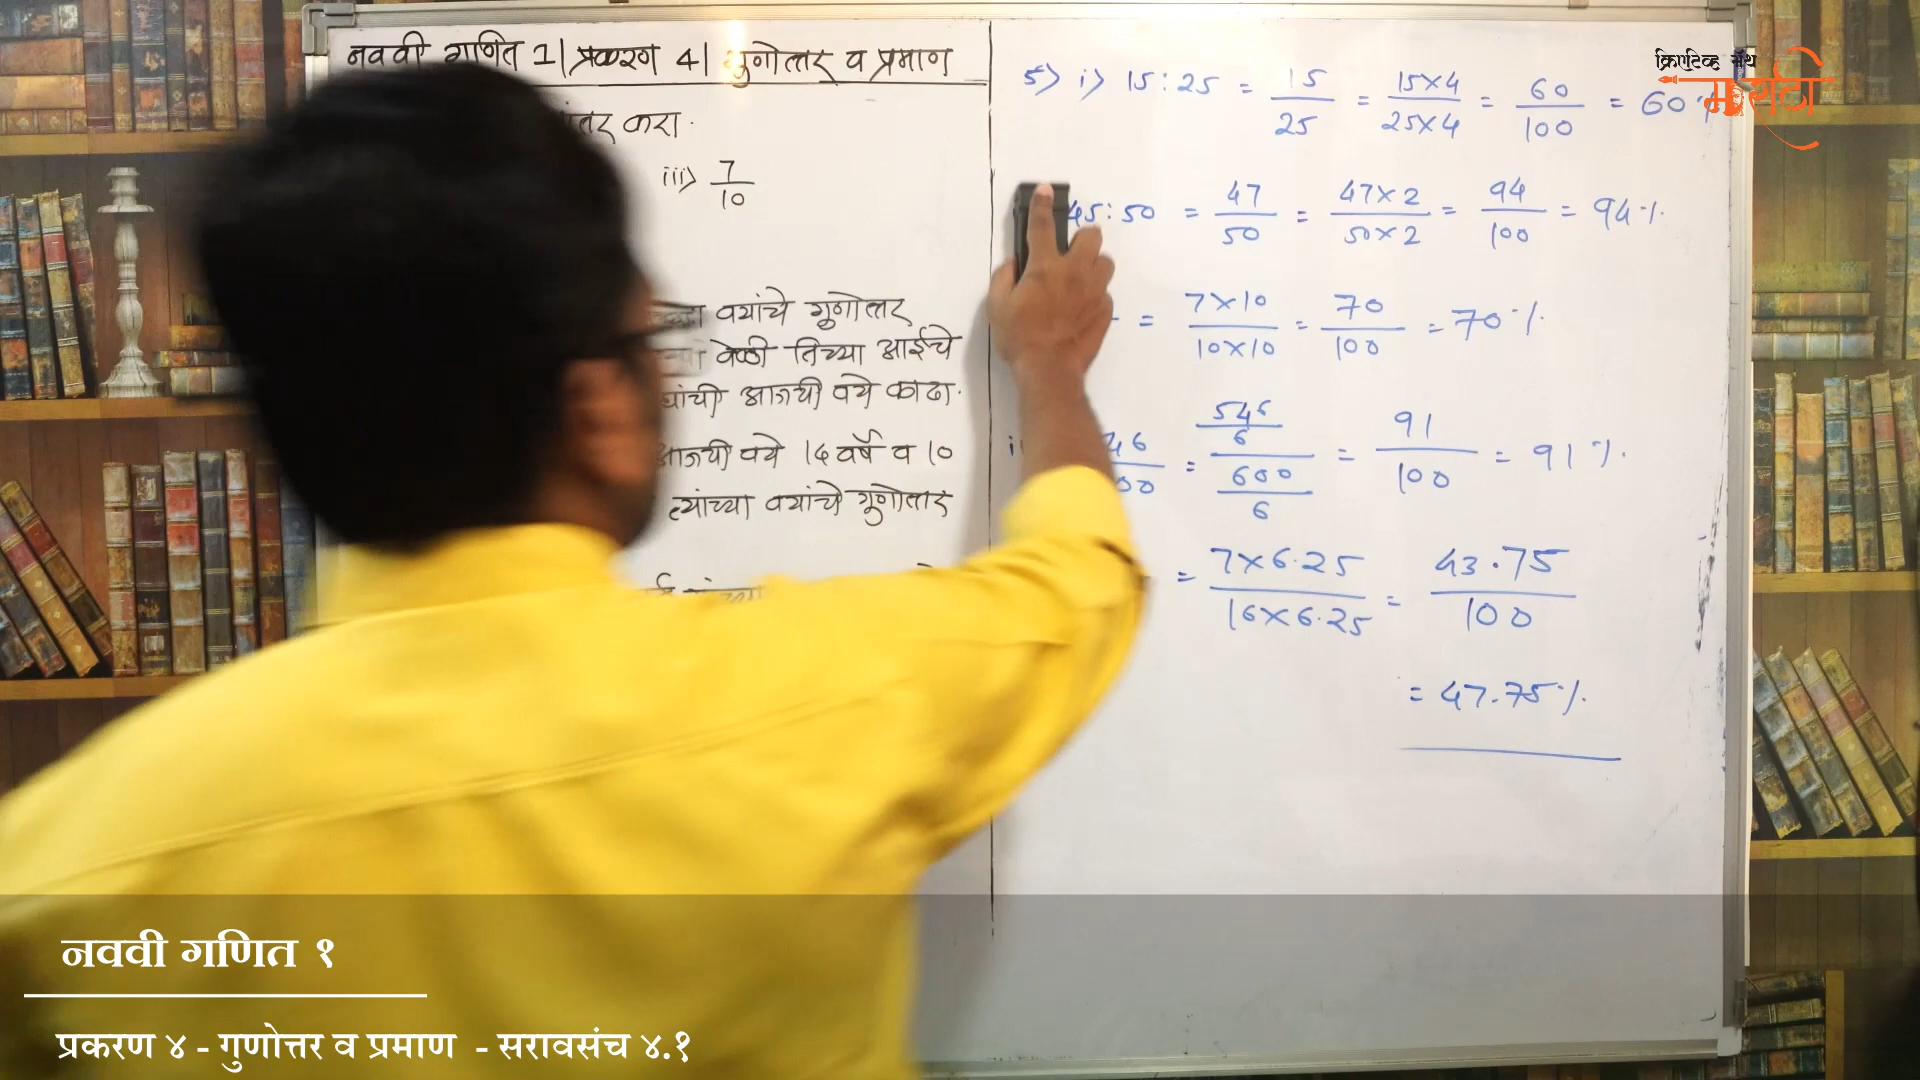 नववी गणित 1 | प्रकरण 4 | गुणोत्तर व प्रमाण
करा.
iii) 7/10
वयांचे गुणोत्तर
वेळी तिच्या आईचे
आजची वये काढा.
वये 14 वर्षे व 10
त्यांच्या वयांचे गुणोत्तर
5) i) 15:25 = 15/25 = 15×4/25×4 = 60/100 = 60%
45:50 = 47/50 = 47×2/50×2 = 94/100 = 94%
= 7×10/10×10 = 70/100 = 70%
= 546/6 / 600/6 = 91/100 = 91%
= 7×6.25/16×6.25 = 43.75/100
= 47.75%
क्रिएटिव्ह मॅथ
मराठी
नववी गणित १
प्रकरण ४ - गुणोत्तर व प्रमाण - सरावसंच ४.१